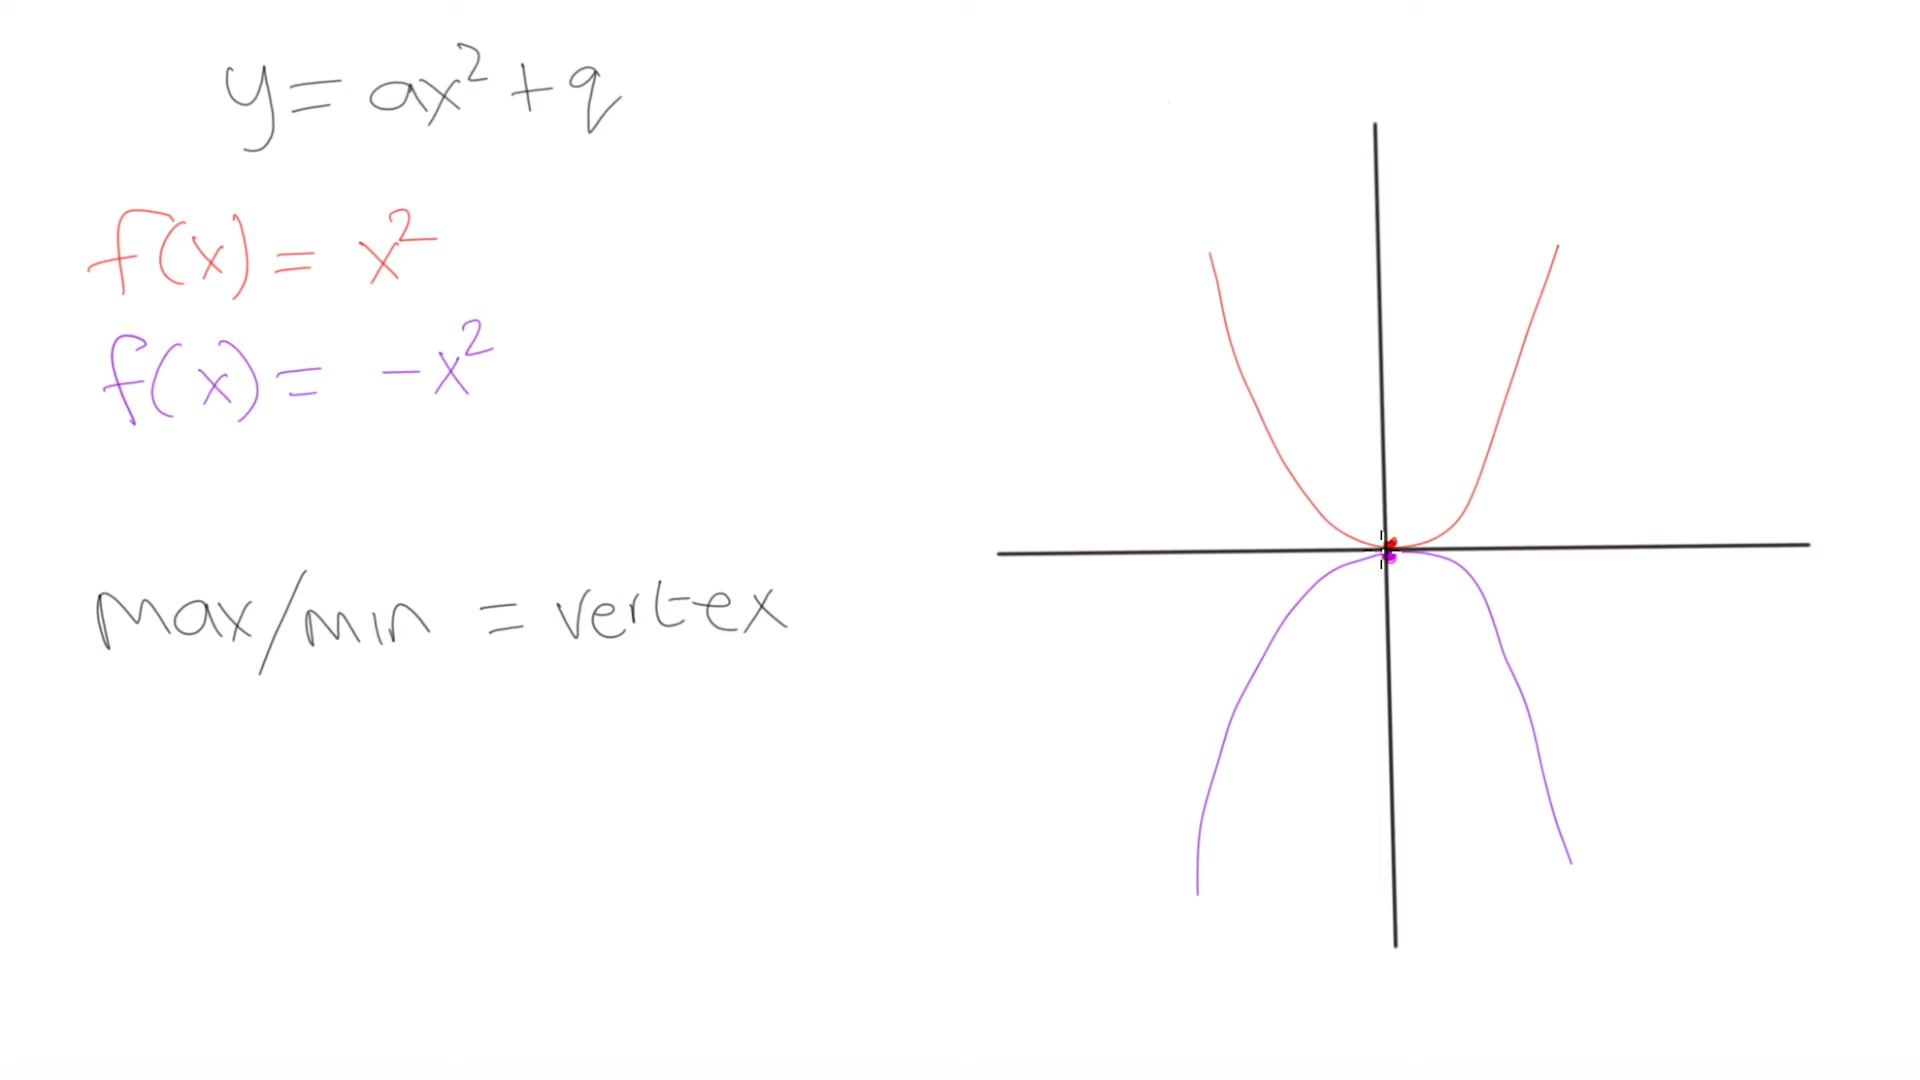 y = ax² + q
f(x) = x²
f(x) = -x²
max/min = vertex